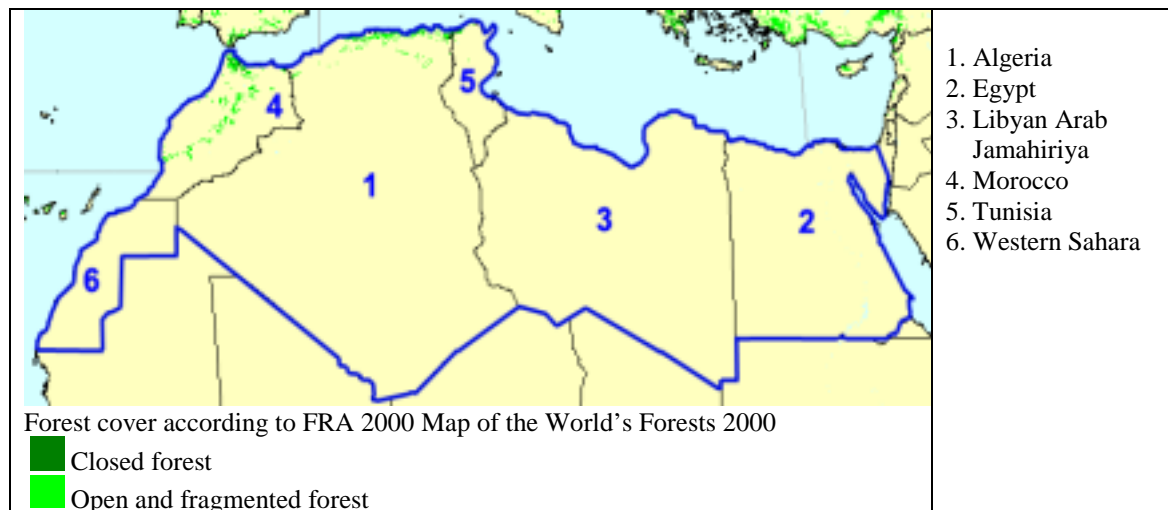 4
5
1
3
2
6
Forest cover according to FRA 2000 Map of the World's Forests 2000
Closed forest
Open and fragmented forest
1. Algeria
2. Egypt
3. Libyan Arab
Jamahiriya
4. Morocco
5. Tunisia
6. Western Sahara